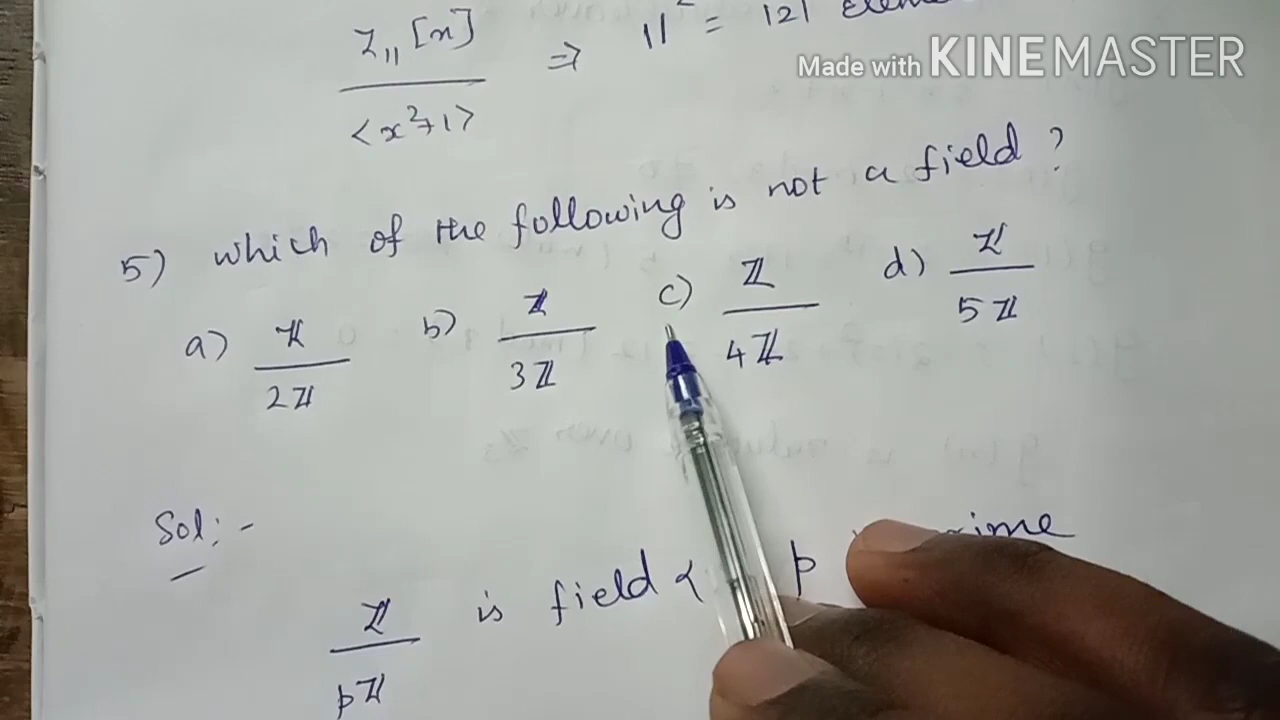 Z₁₁[x] / <x²+1> ⇒ 11² = 121
Made with KINEMASTER
5) which of the following is not a field?
a) ℤ/2ℤ b) ℤ/3ℤ c) ℤ/4ℤ d) ℤ/5ℤ
Sol:-
ℤ/pℤ is field p